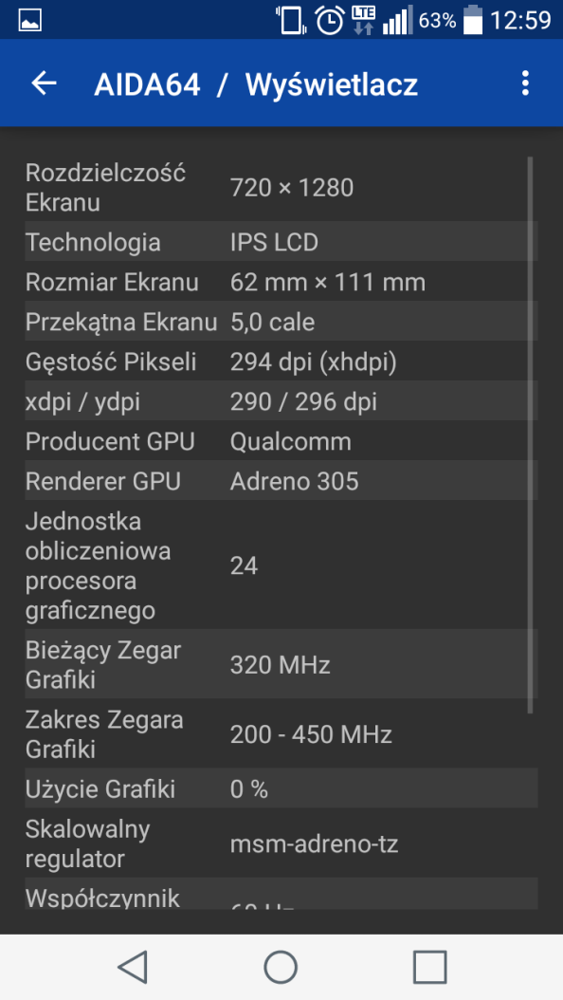 LTE 63% 12:59
AIDA64 / Wyświetlacz
Rozdzielczość
Ekranu
720 × 1280
Technologia IPS LCD
Rozmiar Ekranu 62 mm × 111 mm
Przekątna Ekranu 5,0 cale
Gęstość Pikseli 294 dpi (xhdpi)
xdpi / ydpi 290 / 296 dpi
Producent GPU Qualcomm
Renderer GPU Adreno 305
Jednostka
obliczeniowa
procesora
graficznego
24
Bieżący Zegar
Grafiki
320 MHz
Zakres Zegara
Grafiki
200 - 450 MHz
Użycie Grafiki 0 %
Skalowalny
regulator
msm-adreno-tz
Współczynnik